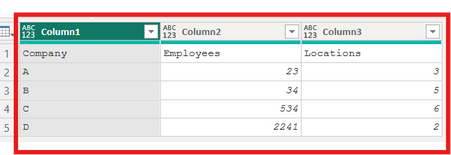 ABC 123 Column1 ABC 123 Column2 ABC 123 Column3
1 Company Employees Locations
2 A 23 3
3 B 34 5
4 C 534 6
5 D 2241 2